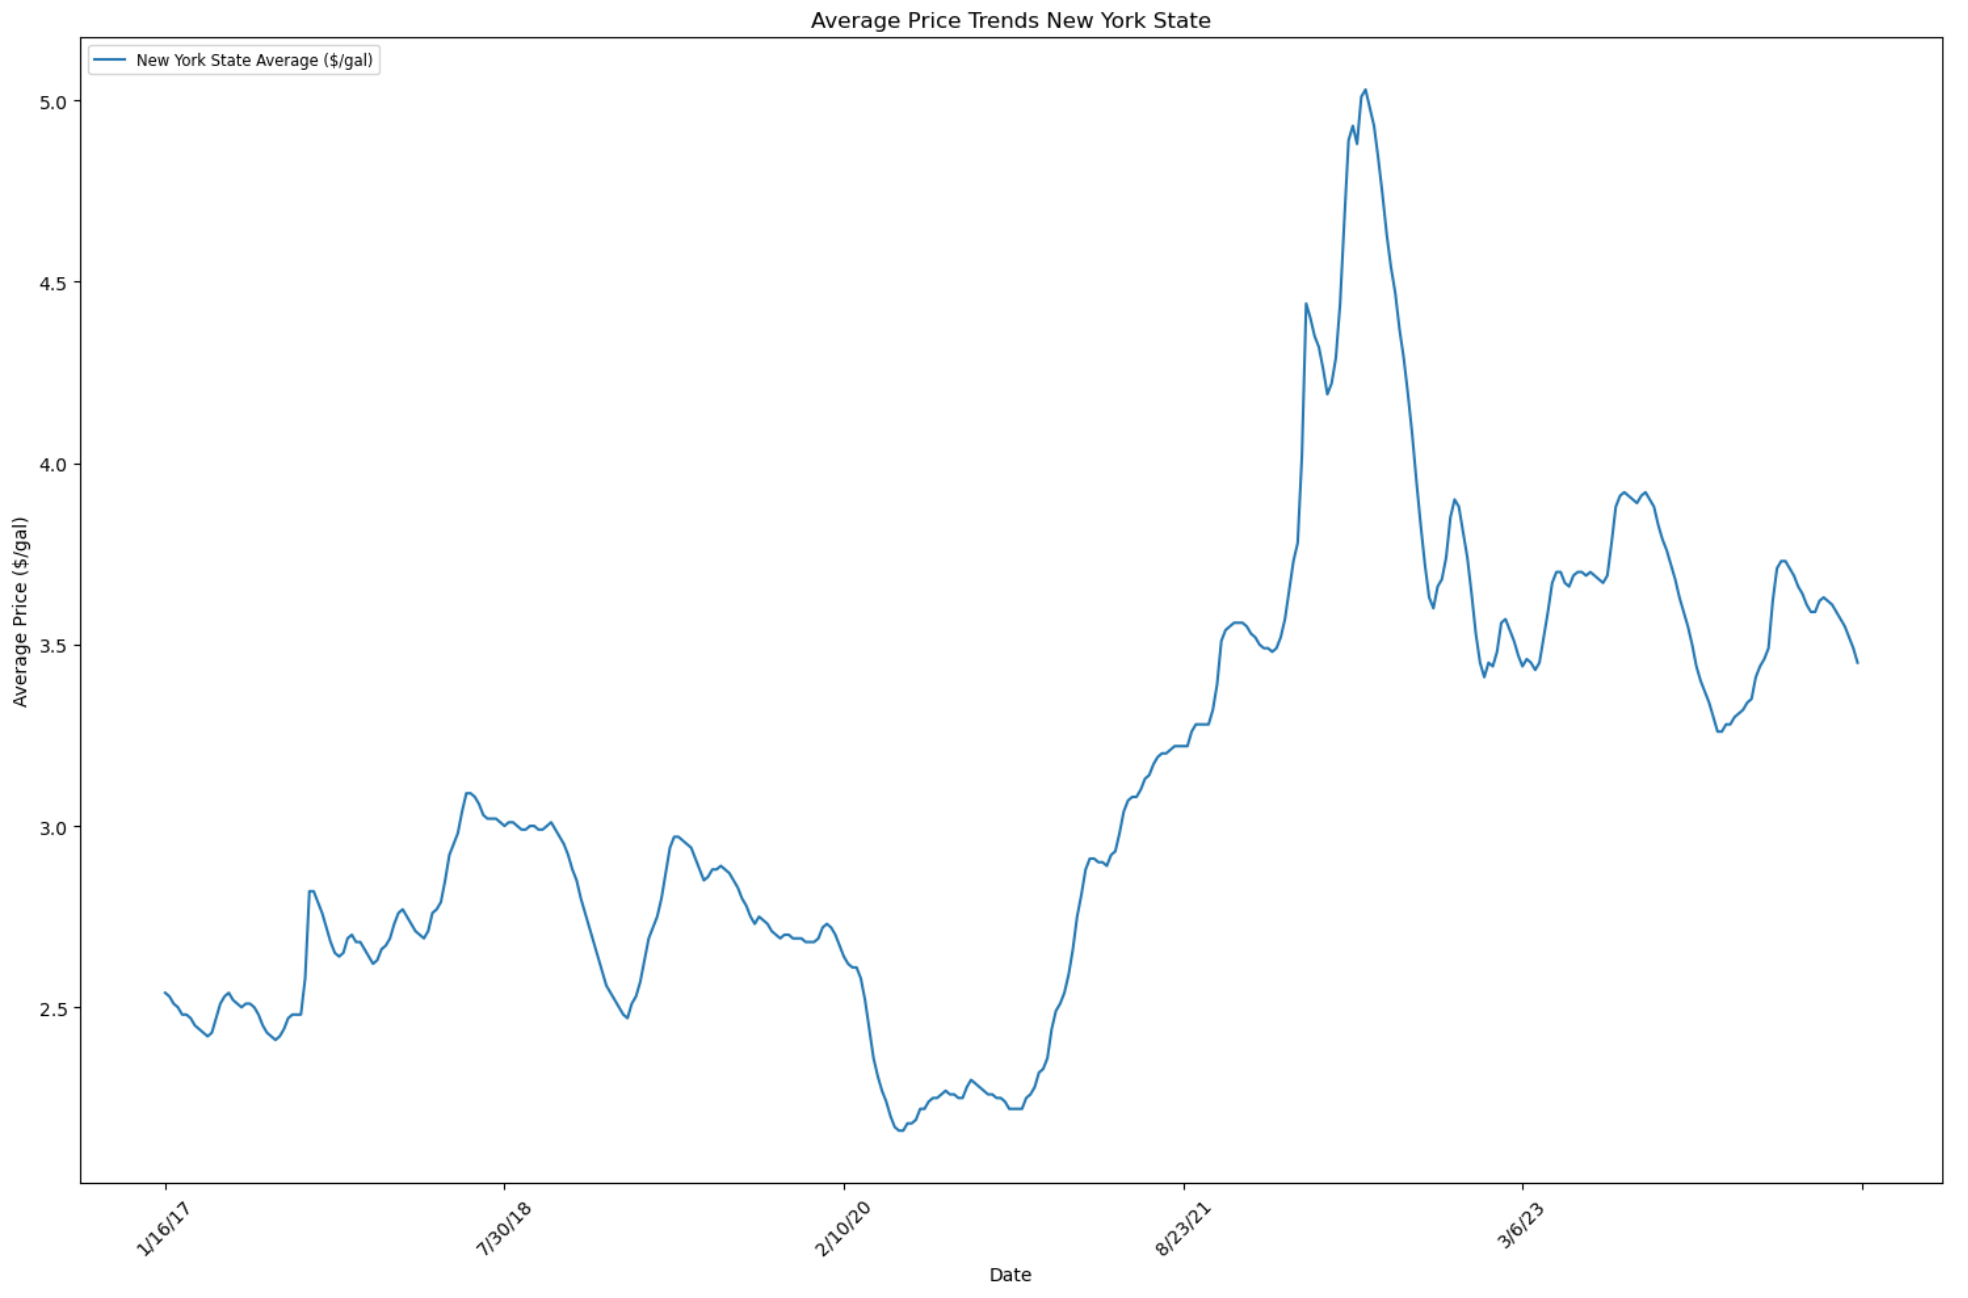 Average Price Trends New York State
New York State Average ($/gal)
5.0
4.5
4.0
3.5
3.0
2.5
Average Price ($/gal)
1/16/17
7/30/18
2/10/20
8/23/21
3/6/23
Date